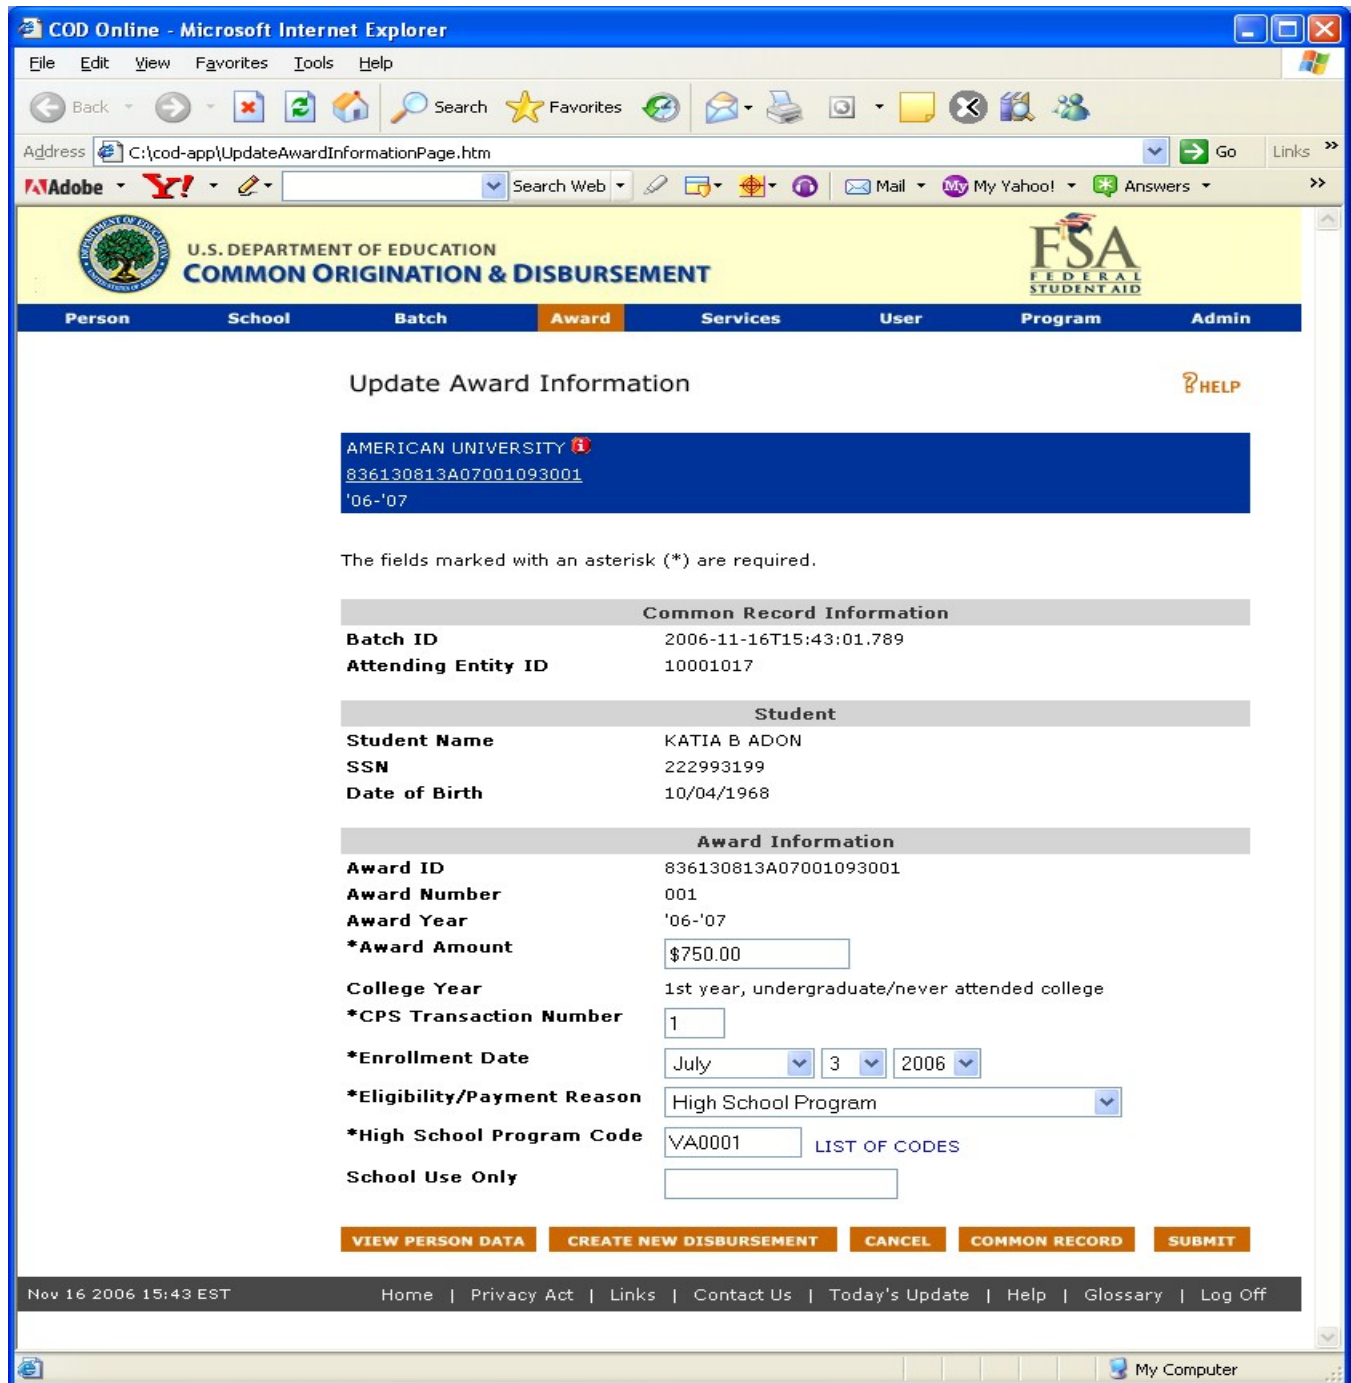 COD Online - Microsoft Internet Explorer
File Edit View Favorites Tools Help
Back Search Favorites
Address C:\cod-app\UpdateAwardInformationPage.htm Go Links »
Adobe Y! Search Web Mail My My Yahoo! Answers »
U.S. DEPARTMENT OF EDUCATION
COMMON ORIGINATION & DISBURSEMENT
FSA
FEDERAL
STUDENT AID
Person School Batch Award Services User Program Admin
Update Award Information ?HELP
AMERICAN UNIVERSITY i
836130813A07001093001
'06-'07
The fields marked with an asterisk (*) are required.
Common Record Information
Batch ID 2006-11-16T15:43:01.789
Attending Entity ID 10001017
Student
Student Name KATIA B ADON
SSN 222993199
Date of Birth 10/04/1968
Award Information
Award ID 836130813A07001093001
Award Number 001
Award Year '06-'07
*Award Amount $750.00
College Year 1st year, undergraduate/never attended college
*CPS Transaction Number 1
*Enrollment Date July 3 2006
*Eligibility/Payment Reason High School Program
*High School Program Code VA0001 LIST OF CODES
School Use Only
VIEW PERSON DATA CREATE NEW DISBURSEMENT CANCEL COMMON RECORD SUBMIT
Nov 16 2006 15:43 EST Home | Privacy Act | Links | Contact Us | Today's Update | Help | Glossary | Log Off
My Computer